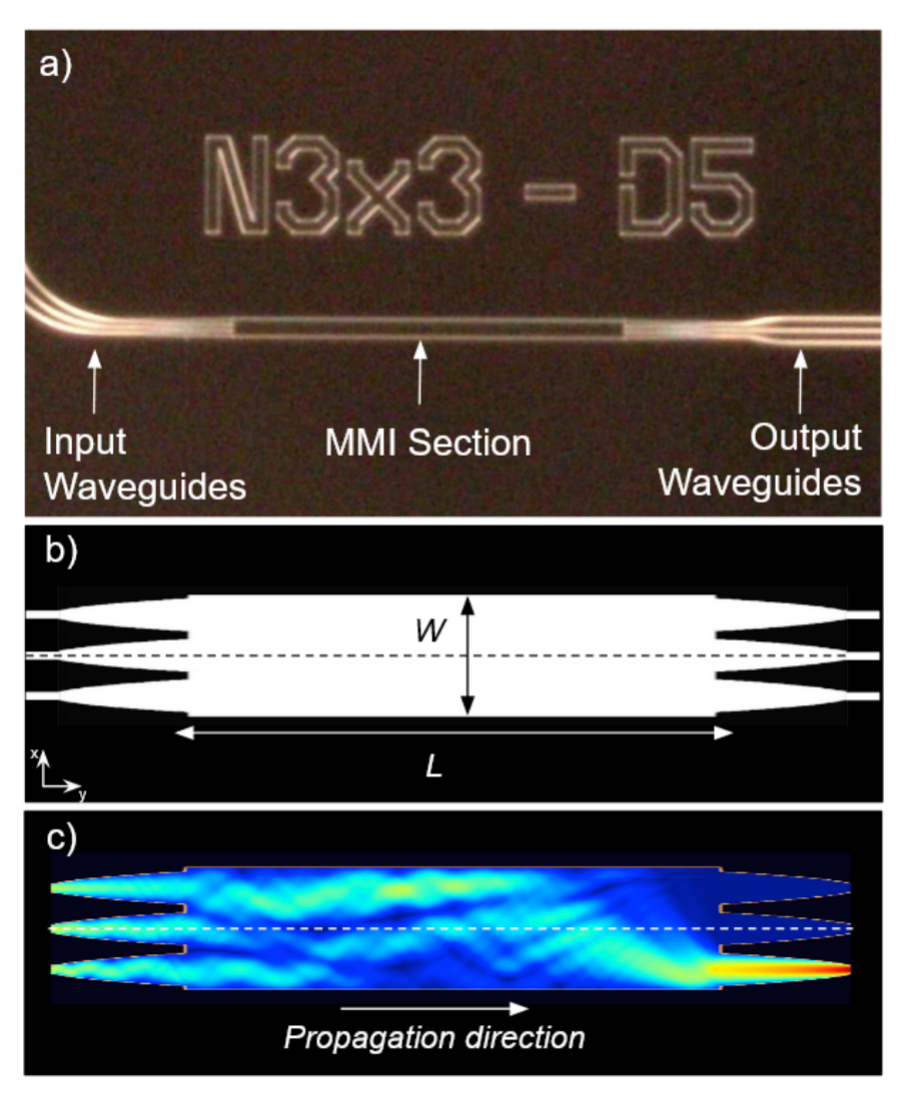 a)
N3x3 - D5
Input
Waveguides
MMI Section
Output
Waveguides
b)
W
L
x
y
c)
Propagation direction